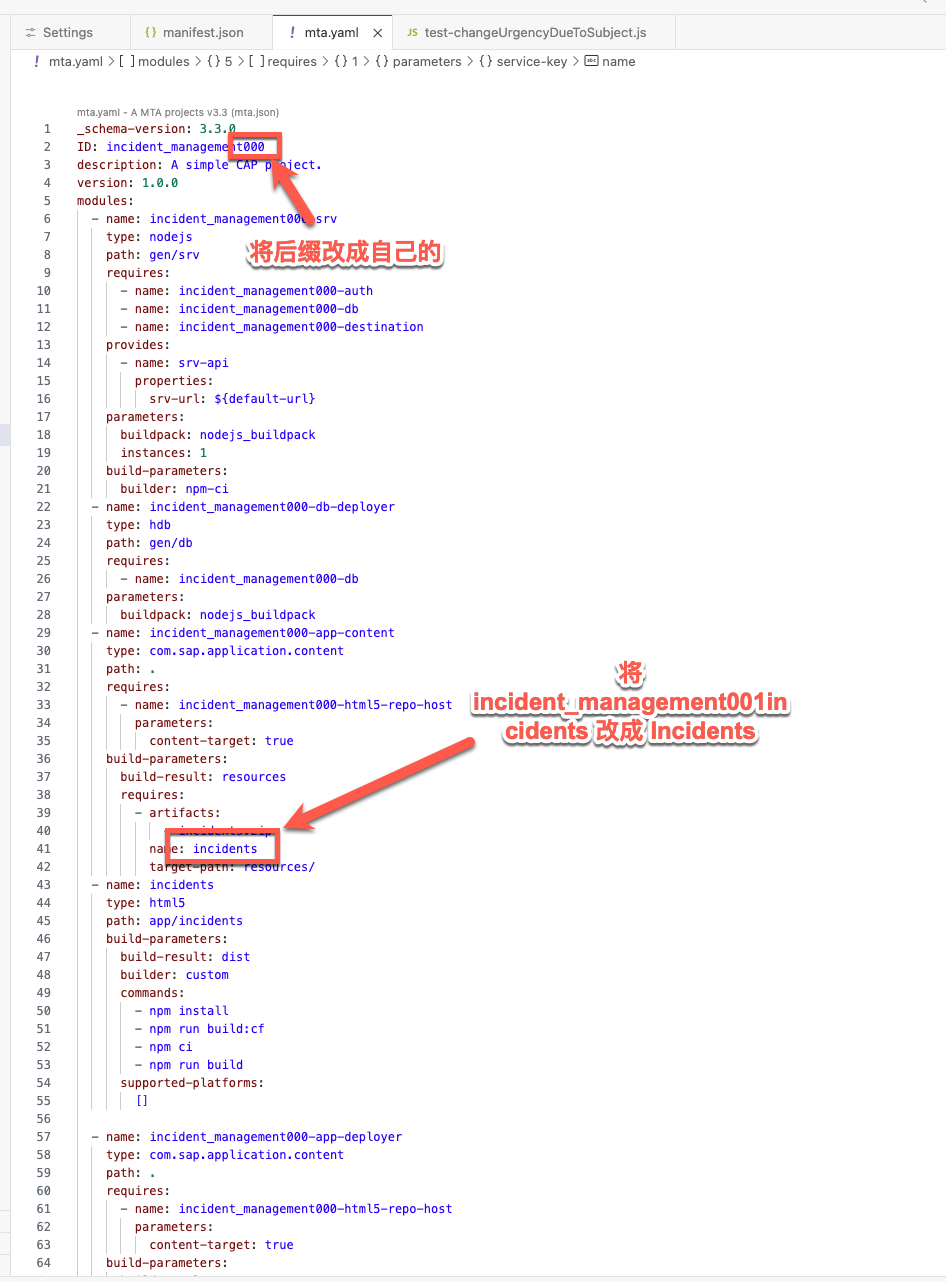 Settings
{} manifest.json
! mta.yaml ×
JS test-changeUrgencyDueToSubject.js
! mta.yaml > [ ] modules > {} 5 > [ ] requires > {} 1 > {} parameters > {} service-key > abc name
mta.yaml - A MTA projects v3.3 (mta.json)
1 _schema-version: 3.3.0
2 ID: incident_management000
3 description: A simple CAP project.
4 version: 1.0.0
5 modules:
6 - name: incident_management000-srv
7 type: nodejs
将后缀改成自己的
8 path: gen/srv
9 requires:
10 - name: incident_management000-auth
11 - name: incident_management000-db
12 - name: incident_management000-destination
13 provides:
14 - name: srv-api
15 properties:
16 srv-url: ${default-url}
17 parameters:
18 buildpack: nodejs_buildpack
19 instances: 1
20 build-parameters:
21 builder: npm-ci
22 - name: incident_management000-db-deployer
23 type: hdb
24 path: gen/db
25 requires:
26 - name: incident_management000-db
27 parameters:
28 buildpack: nodejs_buildpack
29 - name: incident_management000-app-content
30 type: com.sap.application.content
31 path: .
32 requires:
33 - name: incident_management000-html5-repo-host
34 parameters:
35 content-target: true
将
incident_management001in
cidents 改成 Incidents
36 build-parameters:
37 build-result: resources
38 requires:
39 - artifacts:
40 - incidents.zip
41 name: incidents
42 target-path: resources/
43 - name: incidents
44 type: html5
45 path: app/incidents
46 build-parameters:
47 build-result: dist
48 builder: custom
49 commands:
50 - npm install
51 - npm run build:cf
52 - npm ci
53 - npm run build
54 supported-platforms:
55 []
56
57 - name: incident_management000-app-deployer
58 type: com.sap.application.content
59 path: .
60 requires:
61 - name: incident_management000-html5-repo-host
62 parameters:
63 content-target: true
64 build-parameters: